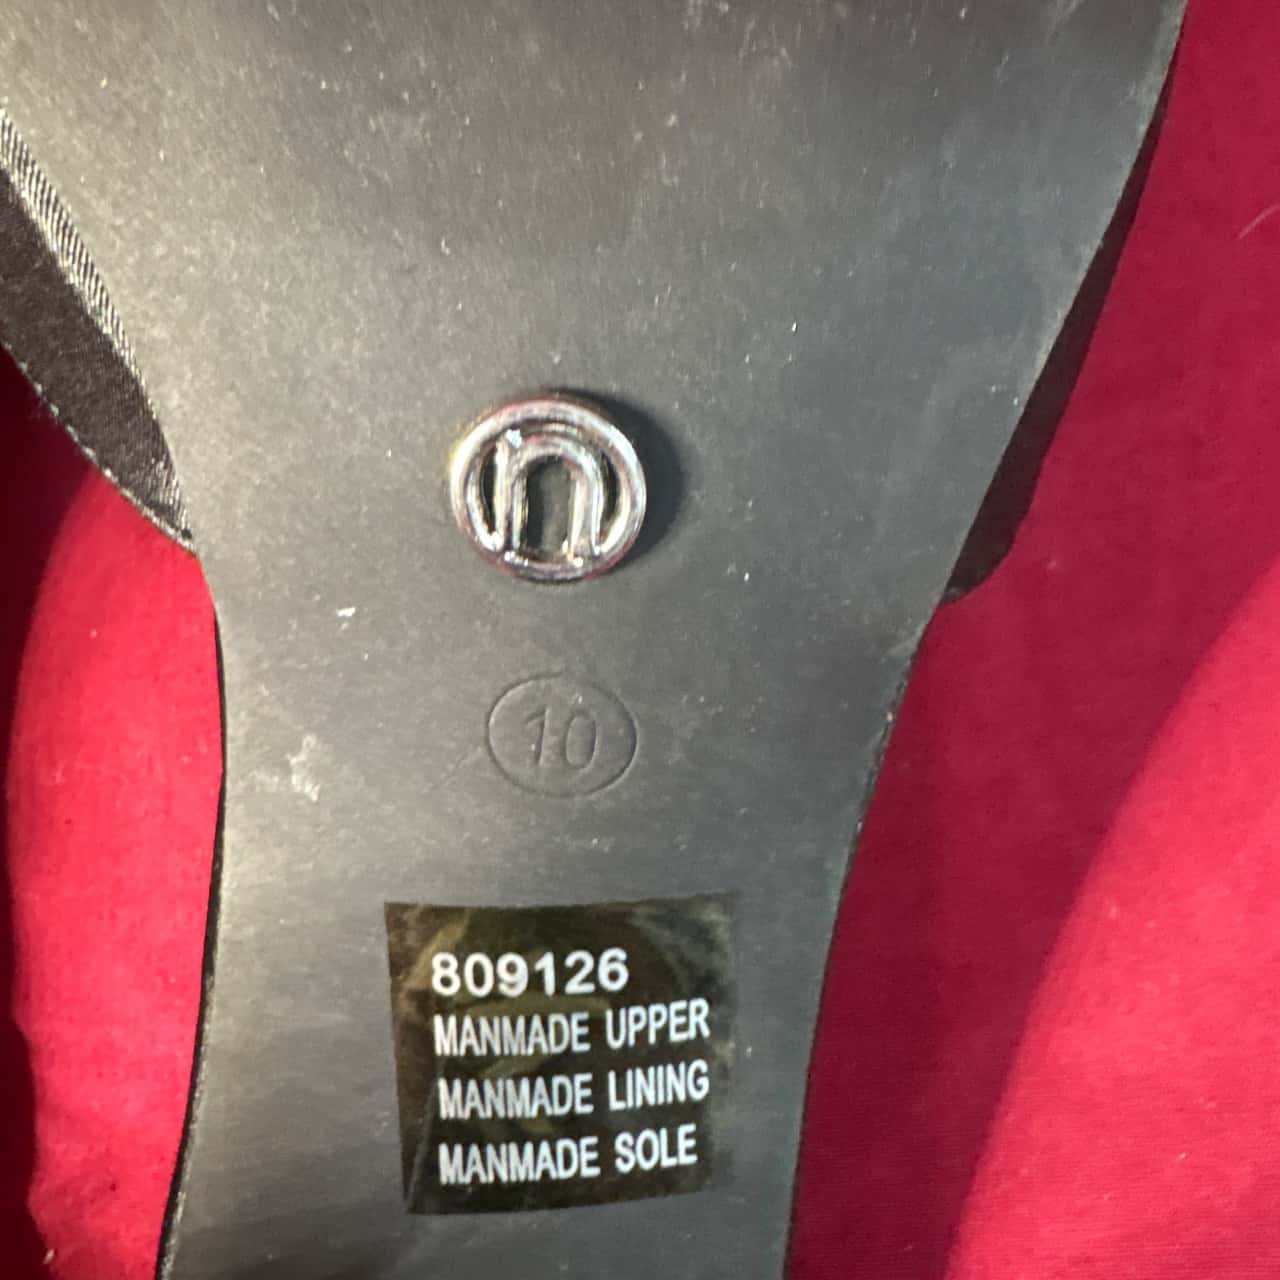 n
10
809126
MANMADE UPPER
MANMADE LINING
MANMADE SOLE